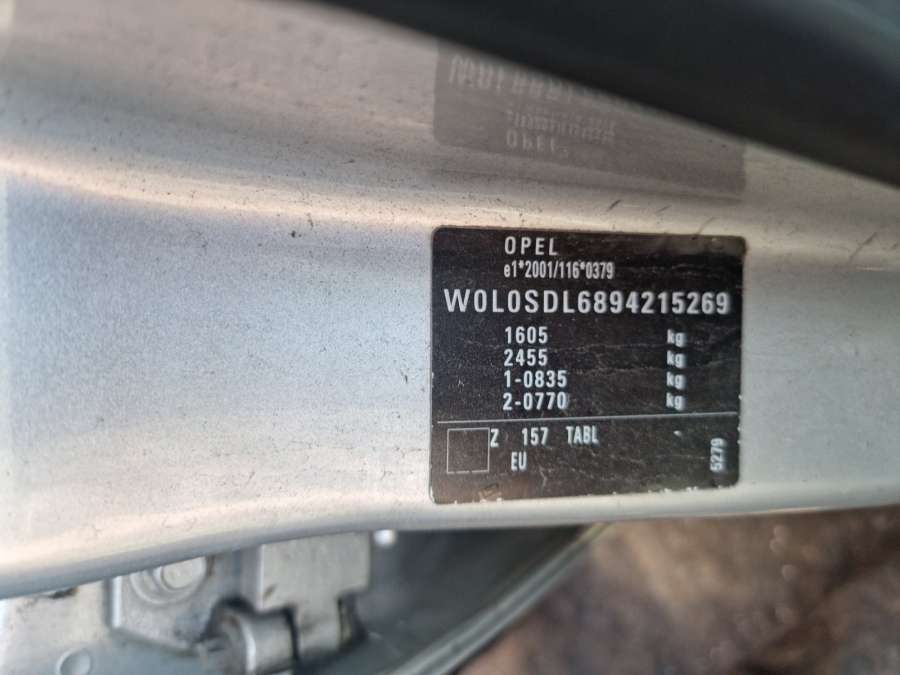 OPEL
e1*2001/116*0379
W0L0SDL6894215269
1605 kg
2455 kg
1-0835 kg
2-0770 kg
Z 157 TABL
EU
5279